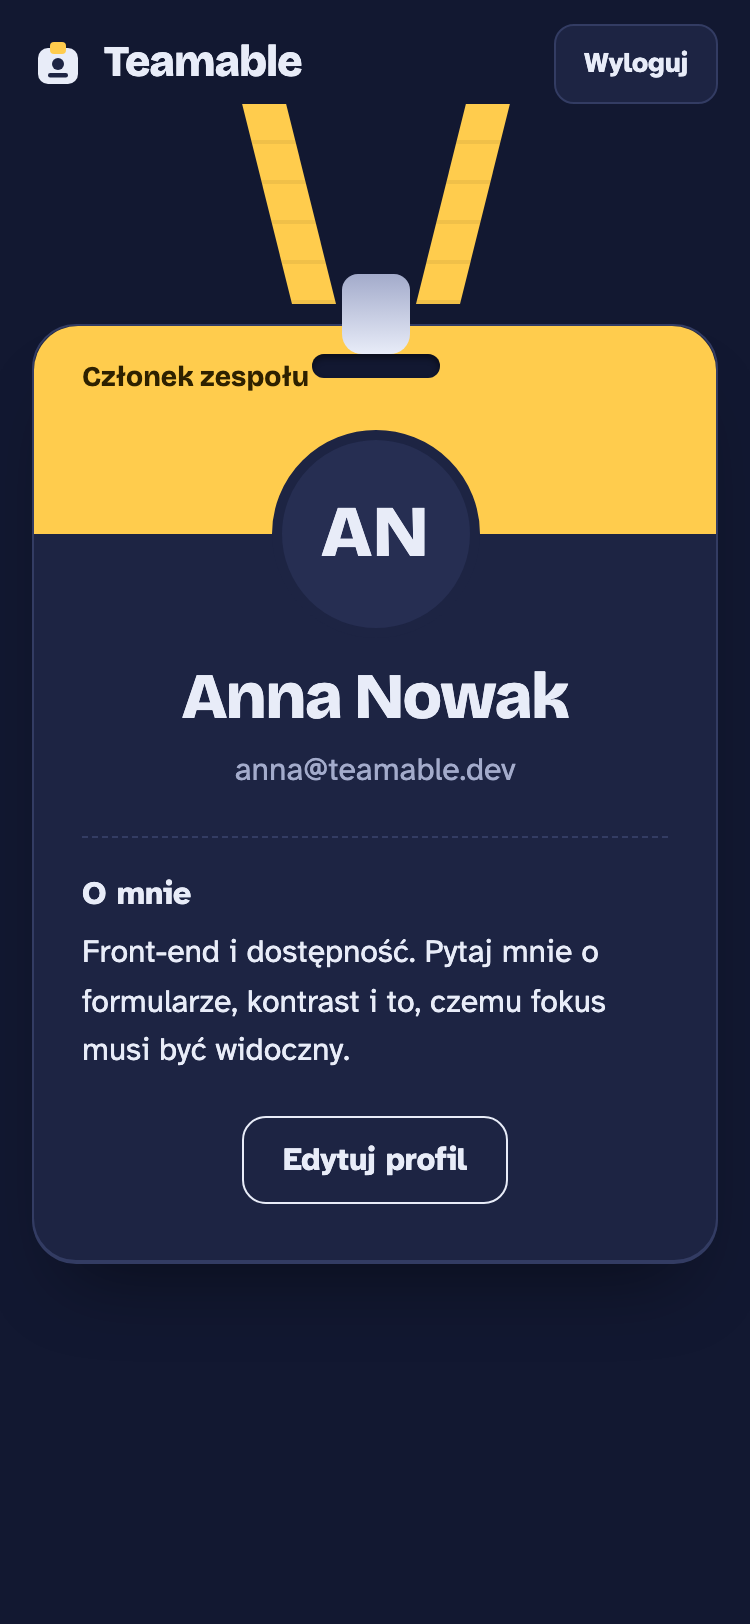 Teamable
Wyloguj
Członek zespołu
AN
Anna Nowak
anna@teamable.dev
O mnie
Front-end i dostępność. Pytaj mnie o
formularze, kontrast i to, czemu fokus
musi być widoczny.
Edytuj profil